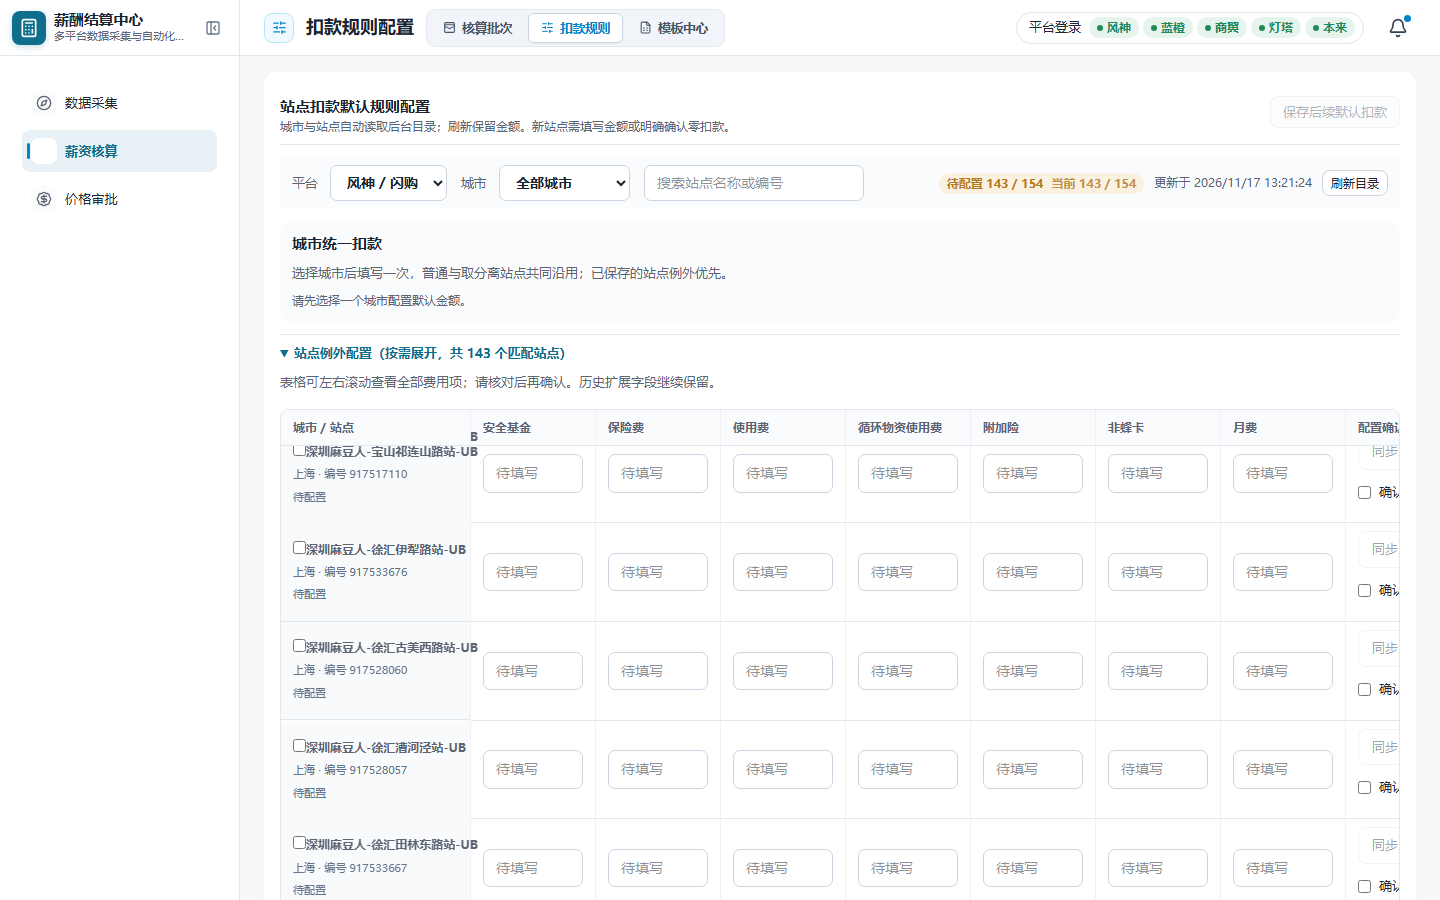 薪酬结算中心
多平台数据采集与自动化...
扣款规则配置
核算批次
扣款规则
模板中心
平台登录
风神
蓝橙
商翼
灯塔
本来
数据采集
薪资核算
价格审批
站点扣款默认规则配置
城市与站点自动读取后台目录；刷新保留金额。新站点需填写金额或明确确认零扣款。
保存后续默认扣款
平台
风神 / 闪购
城市
全部城市
搜索站点名称或编号
待配置 143 / 154 当前 143 / 154
更新于 2026/11/17 13:21:24
刷新目录
城市统一扣款
选择城市后填写一次，普通与取分离站点共同沿用；已保存的站点例外优先。
请先选择一个城市配置默认金额。
▼ 站点例外配置（按需展开，共 143 个匹配站点）
表格可左右滚动查看全部费用项；请核对后再确认。历史扩展字段继续保留。
城市 / 站点 安全基金 保险费 使用费 循环物资使用费 附加险 非蜂卡 月费 配置确
B
深圳麻豆人-宝山祁连山路站-UB
上海 · 编号 917517110
待配置
待填写 待填写 待填写 待填写 待填写 待填写 待填写
同步
确
深圳麻豆人-徐汇伊犁路站-UB
上海 · 编号 917533676
待配置
待填写 待填写 待填写 待填写 待填写 待填写 待填写
同步
确
深圳麻豆人-徐汇古美西路站-UB
上海 · 编号 917528060
待配置
待填写 待填写 待填写 待填写 待填写 待填写 待填写
同步
确
深圳麻豆人-徐汇漕河泾站-UB
上海 · 编号 917528057
待配置
待填写 待填写 待填写 待填写 待填写 待填写 待填写
同步
确
深圳麻豆人-徐汇田林东路站-UB
上海 · 编号 917533667
待配置
待填写 待填写 待填写 待填写 待填写 待填写 待填写
同步
确